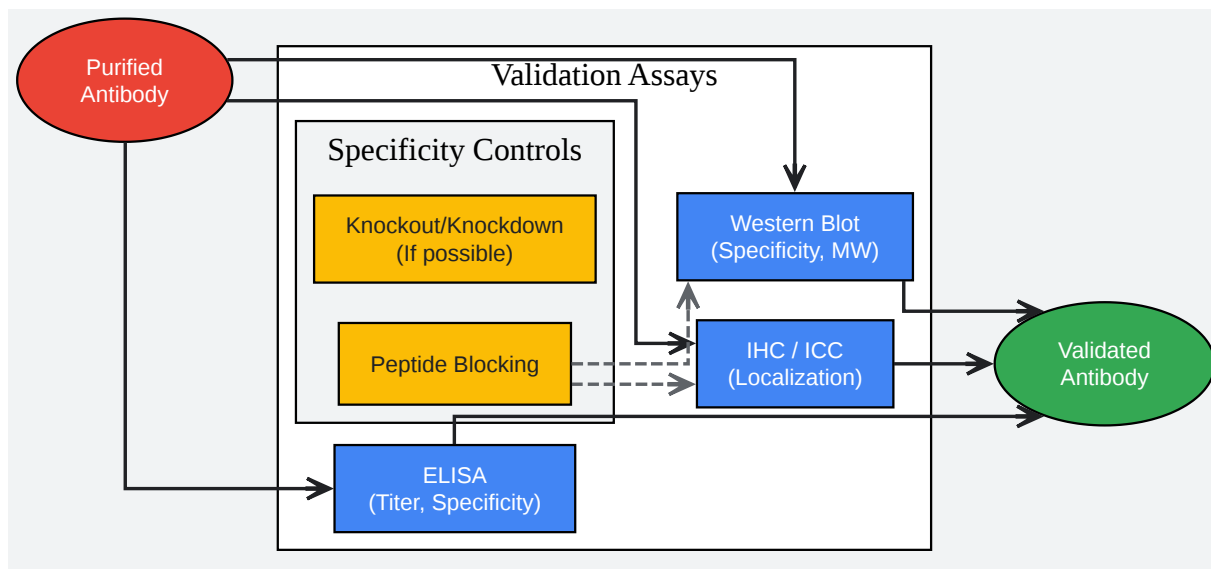 Purified
Antibody
Validation Assays
Specificity Controls
Knockout/Knockdown
(If possible)
Western Blot
(Specificity, MW)
Peptide Blocking
IHC / ICC
(Localization)
Validated
Antibody
ELISA
(Titer, Specificity)